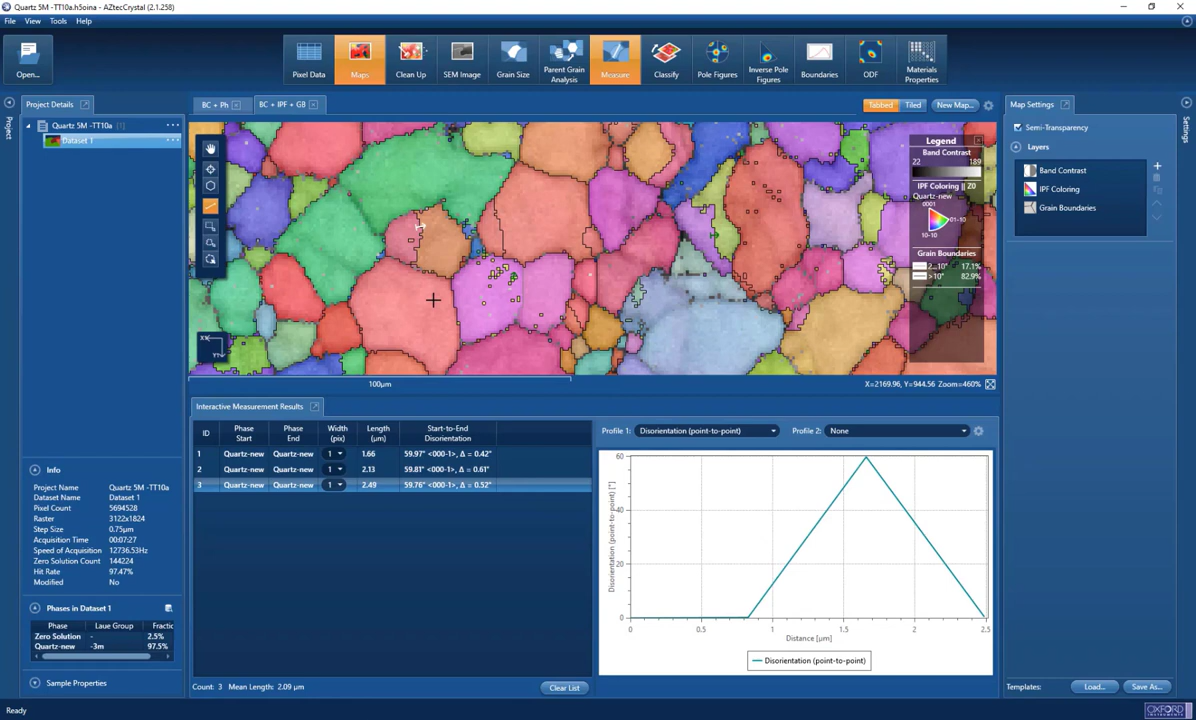 Quartz 5M -TT10a.h5oina - AZtecCrystal (2.1.258)
File View Tools Help
Open...
Pixel Data
Maps
Clean Up
SEM Image
Grain Size
Parent Grain Analysis
Measure
Classify
Pole Figures
Inverse Pole Figures
Boundaries
ODF
Materials Properties
Project
Project Details
Quartz 5M -TT10a [1]
Dataset 1
BC + Ph
BC + IPF + GB
Tabbed Tiled New Map...
Legend
Band Contrast
22 189
IPF Coloring || Z0
Quartz-new
0001
01-10
10-10
Grain Boundaries
2...10° 17.1%
>10° 82.9%
X
Y
100µm
X=2169.96, Y=944.56 Zoom=460%
Settings
Map Settings
Semi-Transparency
Layers
Band Contrast
IPF Coloring
Grain Boundaries
Info
Project Name Quartz 5M -TT10a
Dataset Name Dataset 1
Pixel Count 5694528
Raster 3122x1824
Step Size 0.75µm
Acquisition Time 00:07:27
Speed of Acquisition 12736.53Hz
Zero Solution Count 144224
Hit Rate 97.47%
Modified No
Phases in Dataset 1
Phase Laue Group Fractic
Zero Solution - 2.5%
Quartz-new -3m 97.5%
Sample Properties
Interactive Measurement Results
ID Phase Start Phase End Width (pix) Length (µm) Start-to-End Disorientation
1 Quartz-new Quartz-new 1 1.66 59.97° <000-1>, Δ = 0.42°
2 Quartz-new Quartz-new 1 2.13 59.81° <000-1>, Δ = 0.61°
3 Quartz-new Quartz-new 1 2.49 59.76° <000-1>, Δ = 0.52°
Count: 3 Mean Length: 2.09 µm
Clear List
Profile 1: Disorientation (point-to-point) Profile 2: None
Disorientation (point-to-point) [°]
60
40
20
0
0 0.5 1 1.5 2 2.5
Distance [µm]
Disorientation (point-to-point)
Templates: Load... Save As...
Ready
OXFORD
INSTRUMENTS